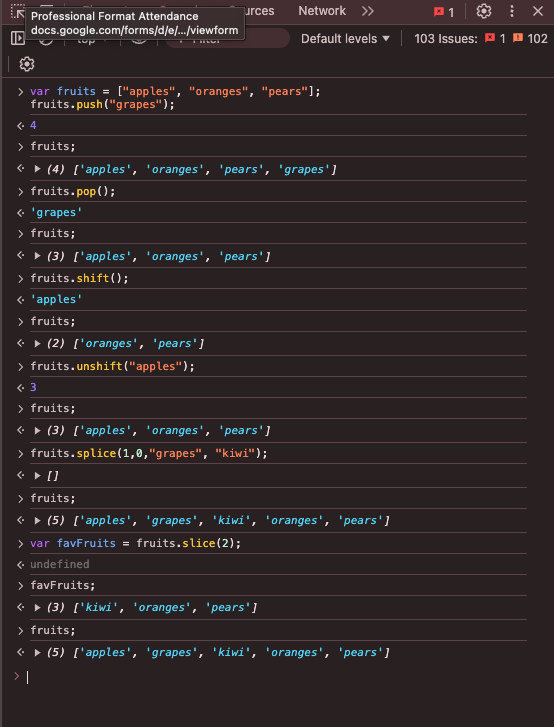 Professional Format Attendance
docs.google.com/forms/d/e/.../viewform
urces Network 1
top Filter Default levels 103 Issues: 1 102
var fruits = ["apples", "oranges", "pears"];
fruits.push("grapes");
4
fruits;
(4) ['apples', 'oranges', 'pears', 'grapes']
fruits.pop();
'grapes'
fruits;
(3) ['apples', 'oranges', 'pears']
fruits.shift();
'apples'
fruits;
(2) ['oranges', 'pears']
fruits.unshift("apples");
3
fruits;
(3) ['apples', 'oranges', 'pears']
fruits.splice(1,0,"grapes", "kiwi");
[]
fruits;
(5) ['apples', 'grapes', 'kiwi', 'oranges', 'pears']
var favFruits = fruits.slice(2);
undefined
favFruits;
(3) ['kiwi', 'oranges', 'pears']
fruits;
(5) ['apples', 'grapes', 'kiwi', 'oranges', 'pears']